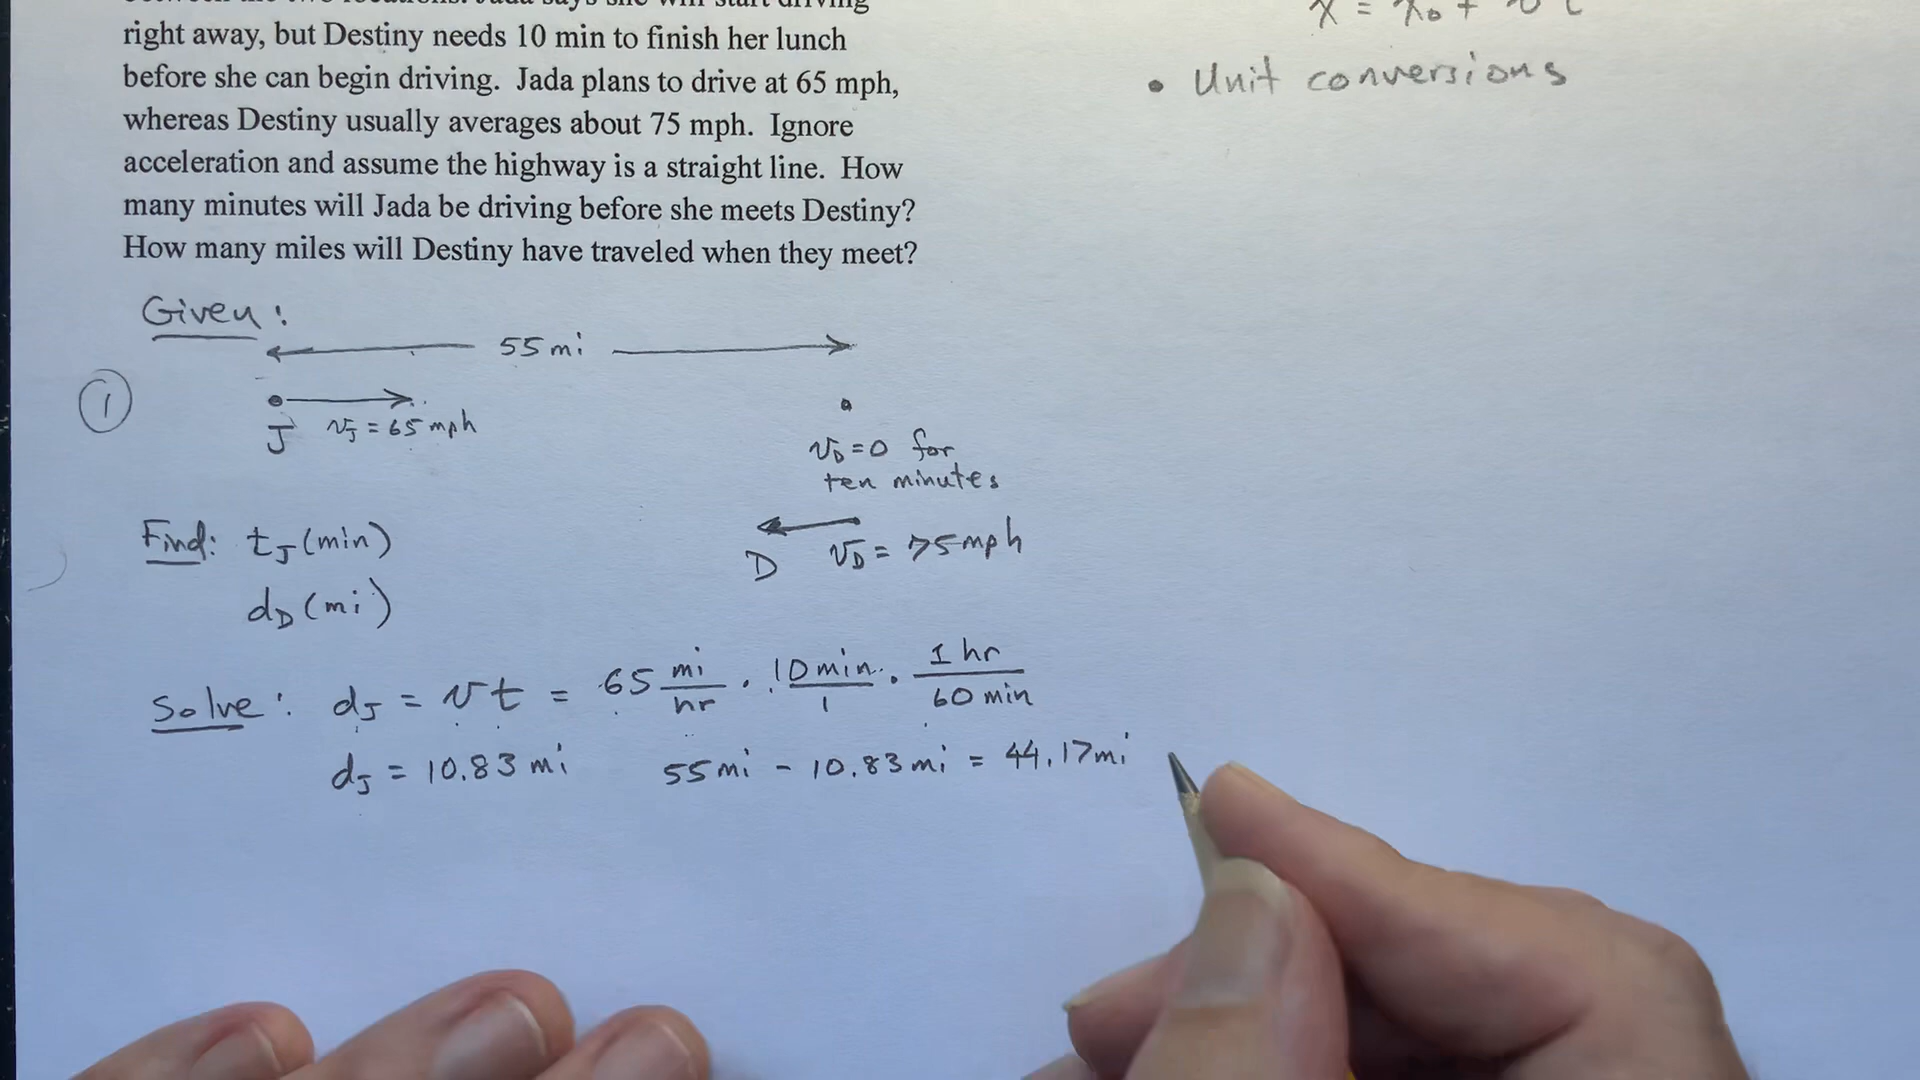 right away, but Destiny needs 10 min to finish her lunch
before she can begin driving. Jada plans to drive at 65 mph,
whereas Destiny usually averages about 75 mph. Ignore
acceleration and assume the highway is a straight line. How
many minutes will Jada be driving before she meets Destiny?
How many miles will Destiny have traveled when they meet?
x = x₀ + v t
• Unit conversions
Given:
55 mi
①
J v_J = 65 mph
v_D = 0 for
ten minutes
D v_D = 75 mph
Find: t_J (min)
d_D (mi)
Solve: d_J = vt = 65 mi/hr · 10 min/1 · 1 hr/60 min
d_J = 10.83 mi 55 mi - 10.83 mi = 44.17 mi